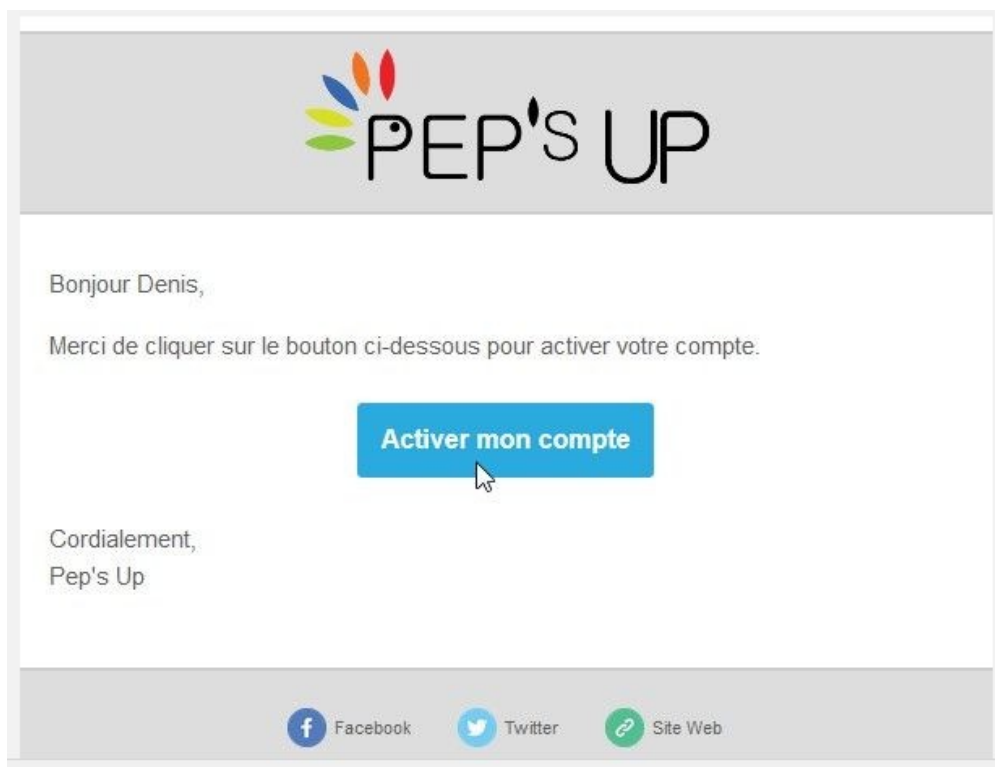 PEP'S UP
Bonjour Denis,
Merci de cliquer sur le bouton ci-dessous pour activer votre compte.
Activer mon compte
Cordialement,
Pep's Up
Facebook Twitter Site Web